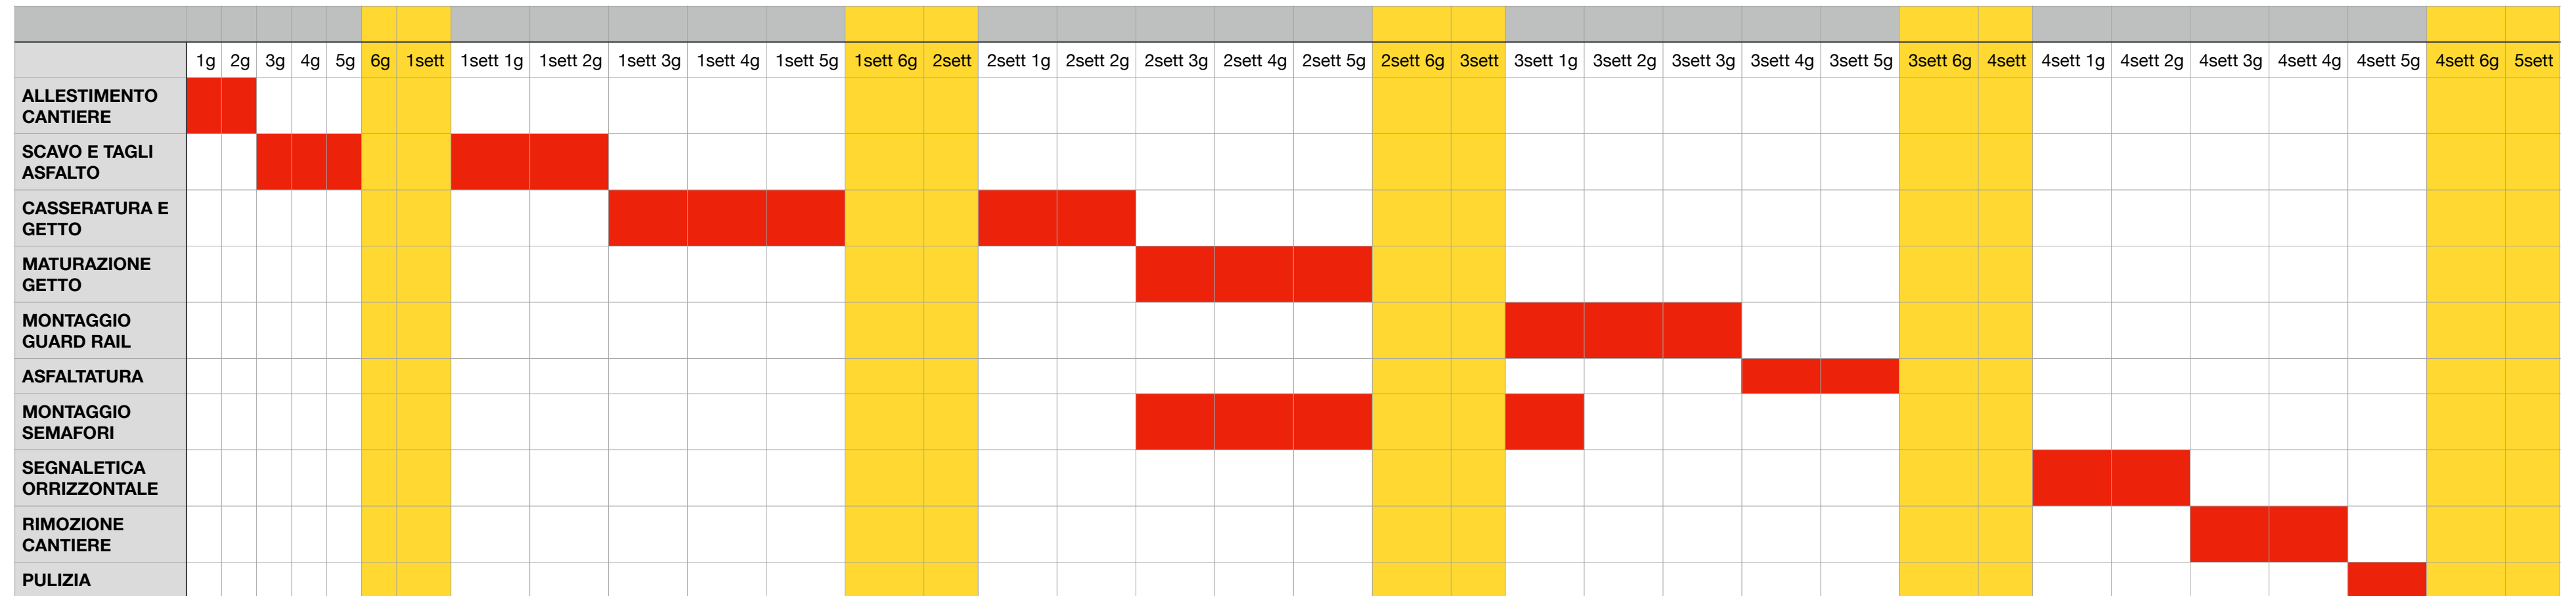 1g 2g 3g 4g 5g 6g 1sett 1sett 1g 1sett 2g 1sett 3g 1sett 4g 1sett 5g 1sett 6g 2sett 2sett 1g 2sett 2g 2sett 3g 2sett 4g 2sett 5g 2sett 6g 3sett 3sett 1g 3sett 2g 3sett 3g 3sett 4g 3sett 5g 3sett 6g 4sett 4sett 1g 4sett 2g 4sett 3g 4sett 4g 4sett 5g 4sett 6g 5sett
ALLESTIMENTO
CANTIERE
SCAVO E TAGLI
ASFALTO
CASSERATURA E
GETTO
MATURAZIONE
GETTO
MONTAGGIO
GUARD RAIL
ASFALTATURA
MONTAGGIO
SEMAFORI
SEGNALETICA
ORRIZZONTALE
RIMOZIONE
CANTIERE
PULIZIA